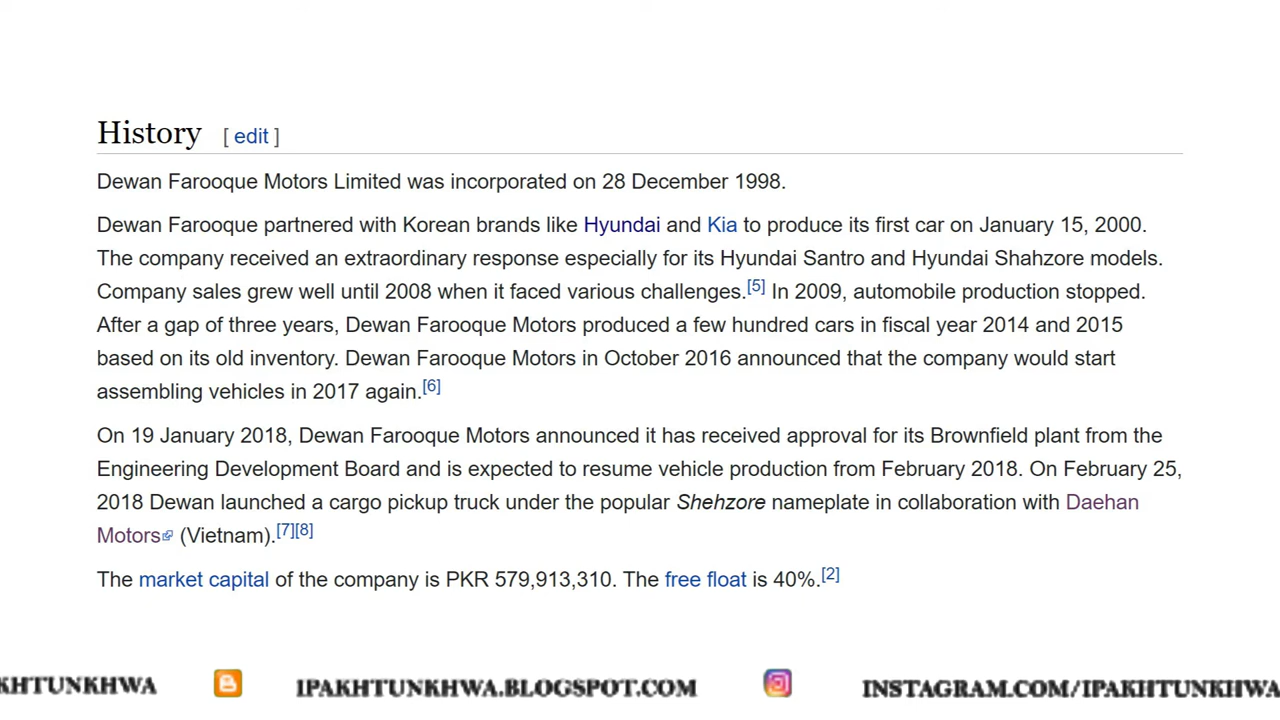 History [ edit ]
Dewan Farooque Motors Limited was incorporated on 28 December 1998.
Dewan Farooque partnered with Korean brands like Hyundai and Kia to produce its first car on January 15, 2000.
The company received an extraordinary response especially for its Hyundai Santro and Hyundai Shahzore models.
Company sales grew well until 2008 when it faced various challenges.[5] In 2009, automobile production stopped.
After a gap of three years, Dewan Farooque Motors produced a few hundred cars in fiscal year 2014 and 2015
based on its old inventory. Dewan Farooque Motors in October 2016 announced that the company would start
assembling vehicles in 2017 again.[6]
On 19 January 2018, Dewan Farooque Motors announced it has received approval for its Brownfield plant from the
Engineering Development Board and is expected to resume vehicle production from February 2018. On February 25,
2018 Dewan launched a cargo pickup truck under the popular Shehzore nameplate in collaboration with Daehan
Motors (Vietnam).[7][8]
The market capital of the company is PKR 579,913,310. The free float is 40%.[2]
KHTUNKHWA IPAKHTUNKHWA.BLOGSPOT.COM INSTAGRAM.COM/IPAKHTUNKHWA